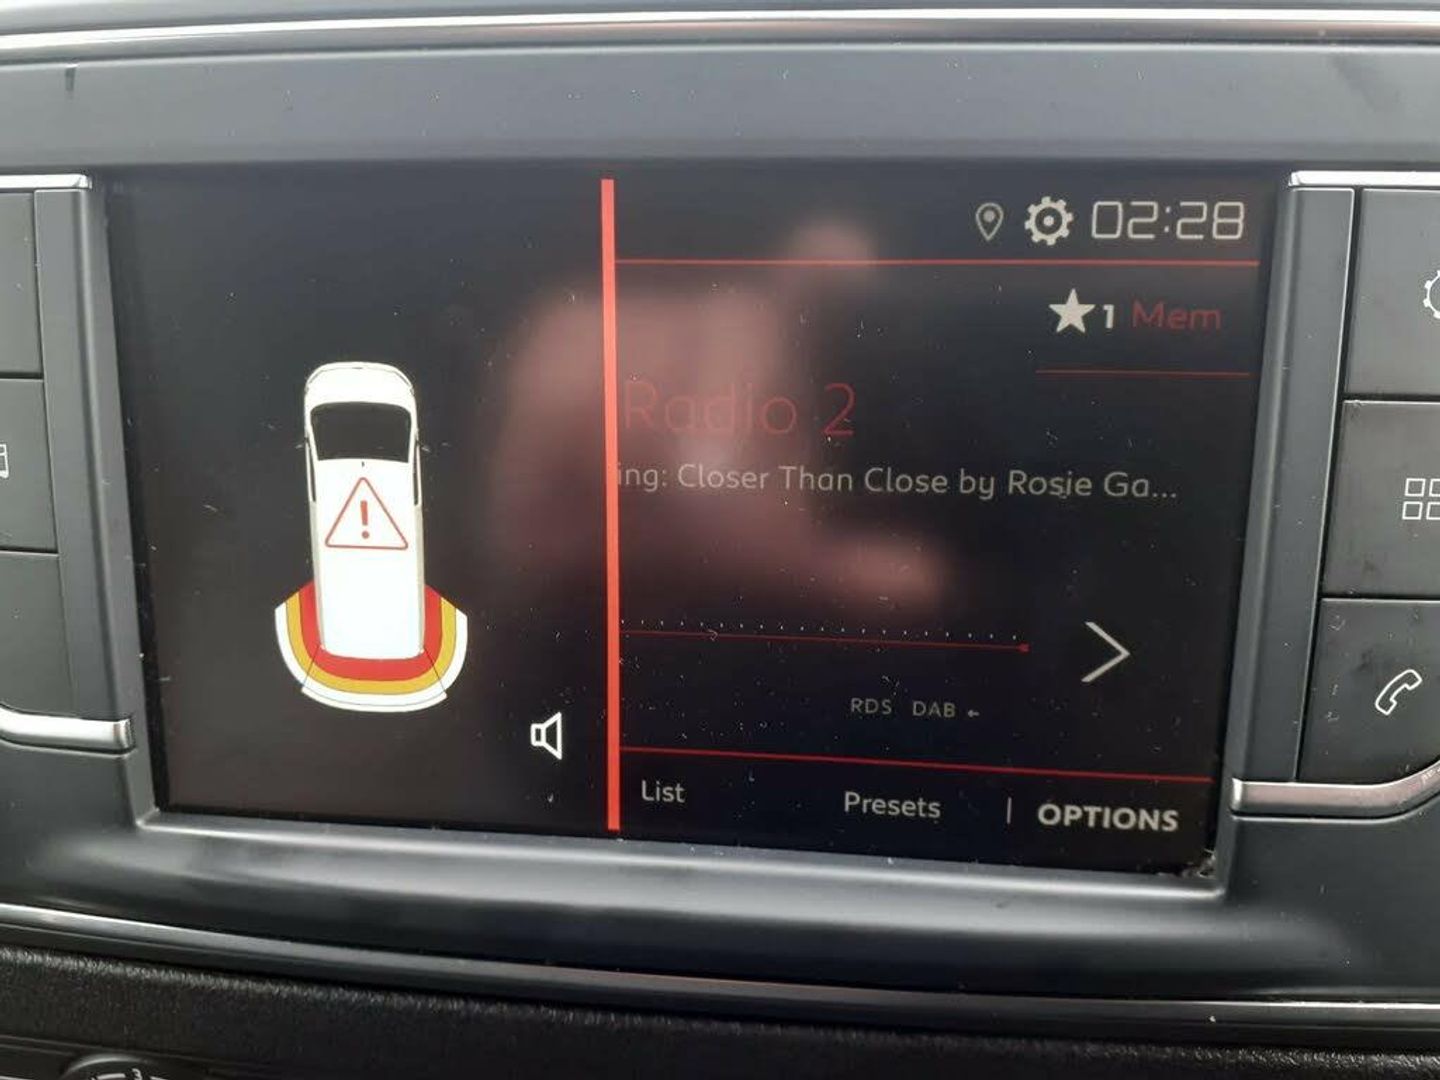 02:28
1 Mem
Radio 2
ing: Closer Than Close by Rosie Ga...
RDS DAB
List Presets | OPTIONS